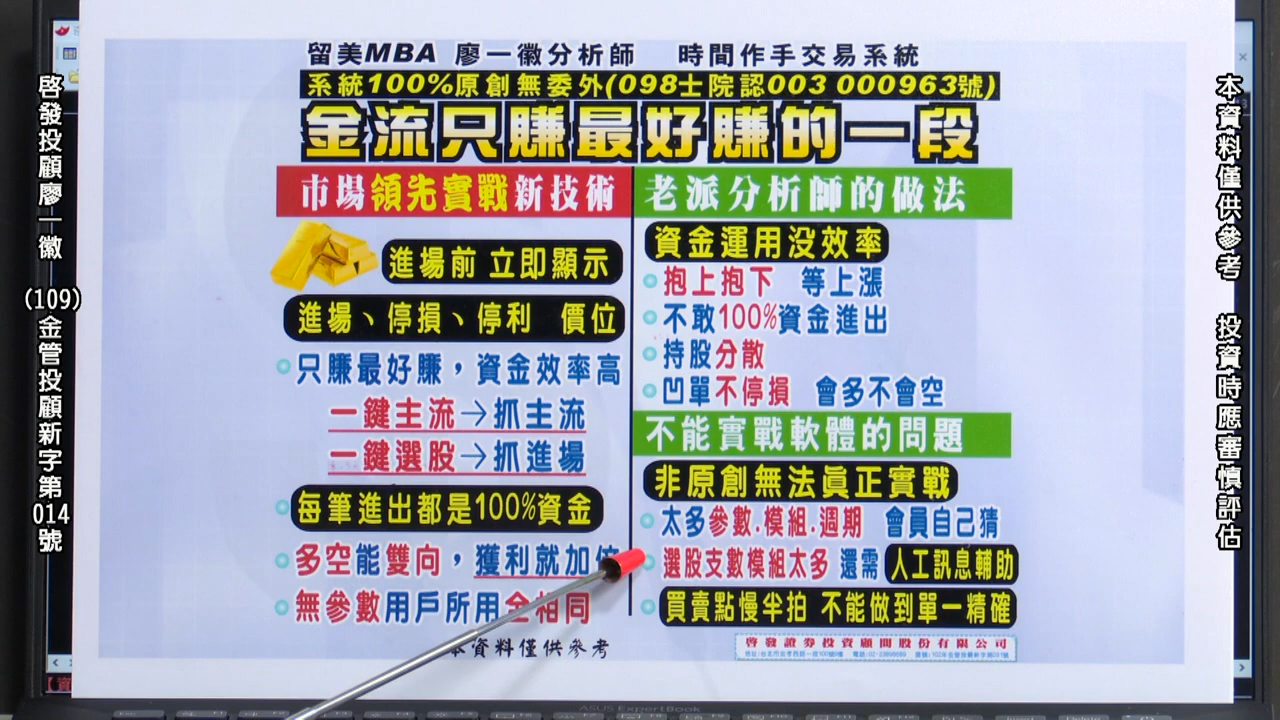 啓發投顧廖一徽
(109)金管投顧新字第014號
留美MBA 廖一徽分析師 時間作手交易系統
系統100%原創無委外(098士院認003 000963號)
金流只賺最好賺的一段
市場領先實戰新技術
進場前 立即顯示
進場、停損、停利 價位
只賺最好賺，資金效率高
一鍵主流→抓主流
一鍵選股→抓進場
每筆進出都是100%資金
多空能雙向，獲利就加倍
無參數用戶所用全相同
本資料僅供參考
老派分析師的做法
資金運用没效率
抱上抱下 等上漲
不敢100%資金進出
持股分散
凹單不停損 會多不會空
不能實戰軟體的問題
非原創無法眞正實戰
太多參數.模組.週期 會員自己猜
選股支數模組太多 還需人工訊息輔助
買賣點慢半拍 不能做到單一精確
啓發證券投資顧問股份有限公司
本資料僅供參考 投資時應審慎評估
ASUS ExpertBook